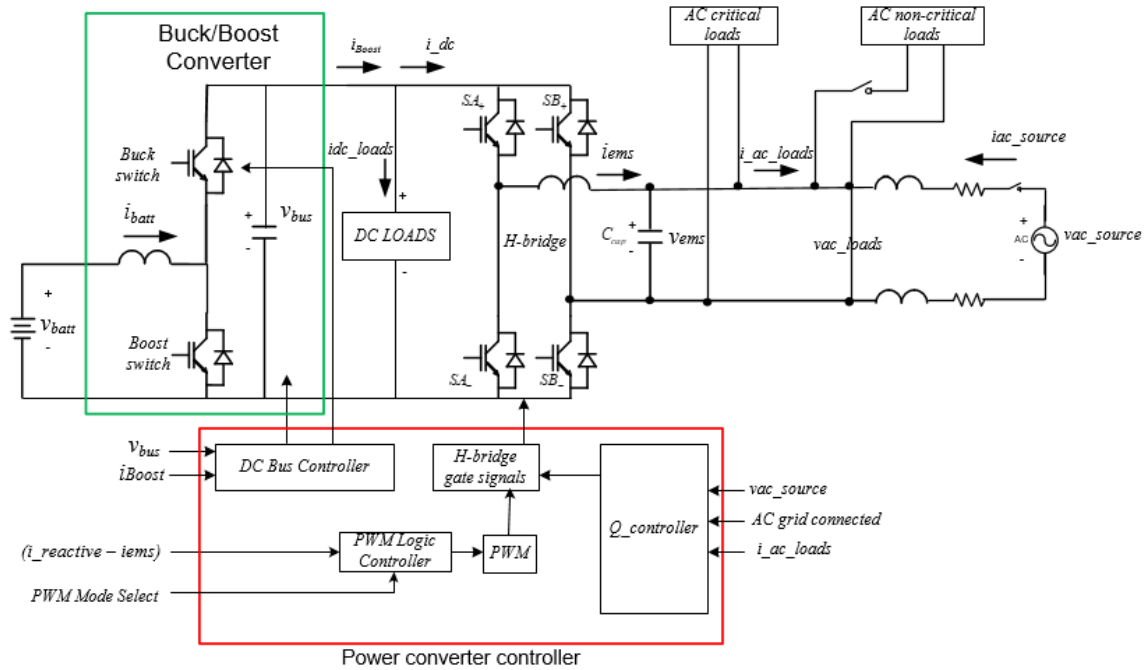 Buck/Boost
Converter
i_Boost
i_dc
AC critical
loads
AC non-critical
loads
SA+
SB+
Buck
switch
idc_loads
iems
i_ac_loads
iac_source
ibatt
+
vbus
-
+
DC LOADS
-
H-bridge
Ccap
+
-
vems
vac_loads
+
AC
-
vac_source
+
vbatt
-
Boost
switch
SA-
SB-
vbus
iBoost
DC Bus Controller
H-bridge
gate signals
Q_controller
vac_source
AC grid connected
i_ac_loads
(i_reactive – iems)
PWM Logic
Controller
PWM
PWM Mode Select
Power converter controller